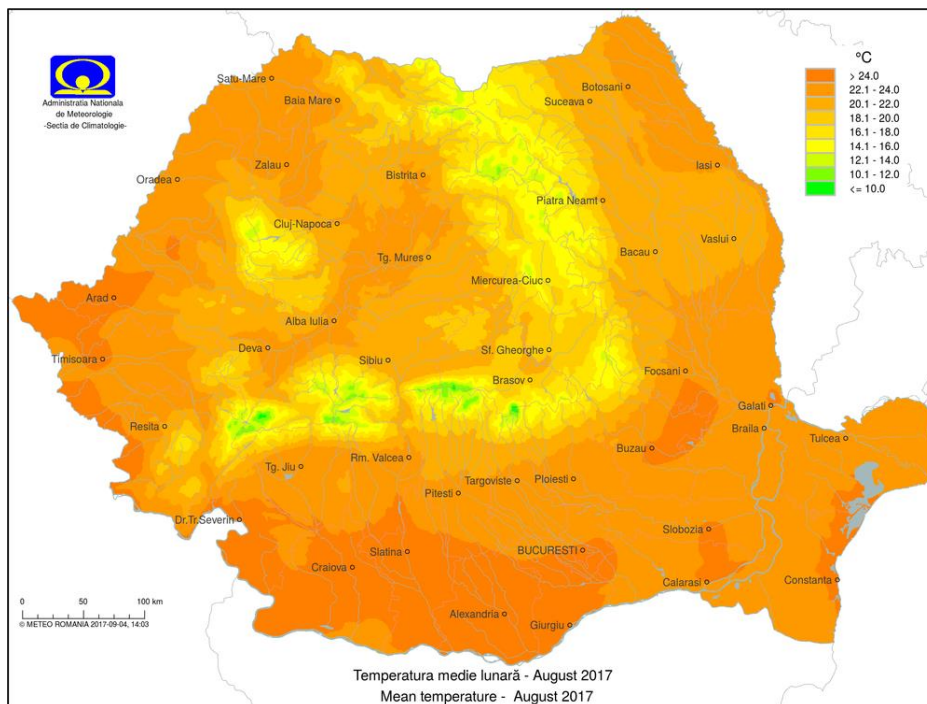 Administratia Nationala
de Meteorologie
-Sectia de Climatologie-
°C
> 24.0
22.1 - 24.0
20.1 - 22.0
18.1 - 20.0
16.1 - 18.0
14.1 - 16.0
12.1 - 14.0
10.1 - 12.0
<= 10.0
Satu-Mare
Botosani
Baia Mare
Suceava
Zalau
Iasi
Oradea
Bistrita
Piatra Neamt
Cluj-Napoca
Vaslui
Bacau
Tg. Mures
Miercurea-Ciuc
Arad
Alba Iulia
Deva
Sf. Gheorghe
Timisoara
Sibiu
Focsani
Brasov
Galati
Resita
Braila
Tulcea
Buzau
Rm. Valcea
Tg. Jiu
Targoviste
Ploiesti
Pitesti
Dr.Tr.Severin
Slobozia
Slatina
BUCURESTI
Craiova
Calarasi
Constanta
0 50 100 km
Alexandria
© METEO ROMANIA 2017-09-04, 14:03
Giurgiu
Temperatura medie lunară - August 2017
Mean temperature - August 2017